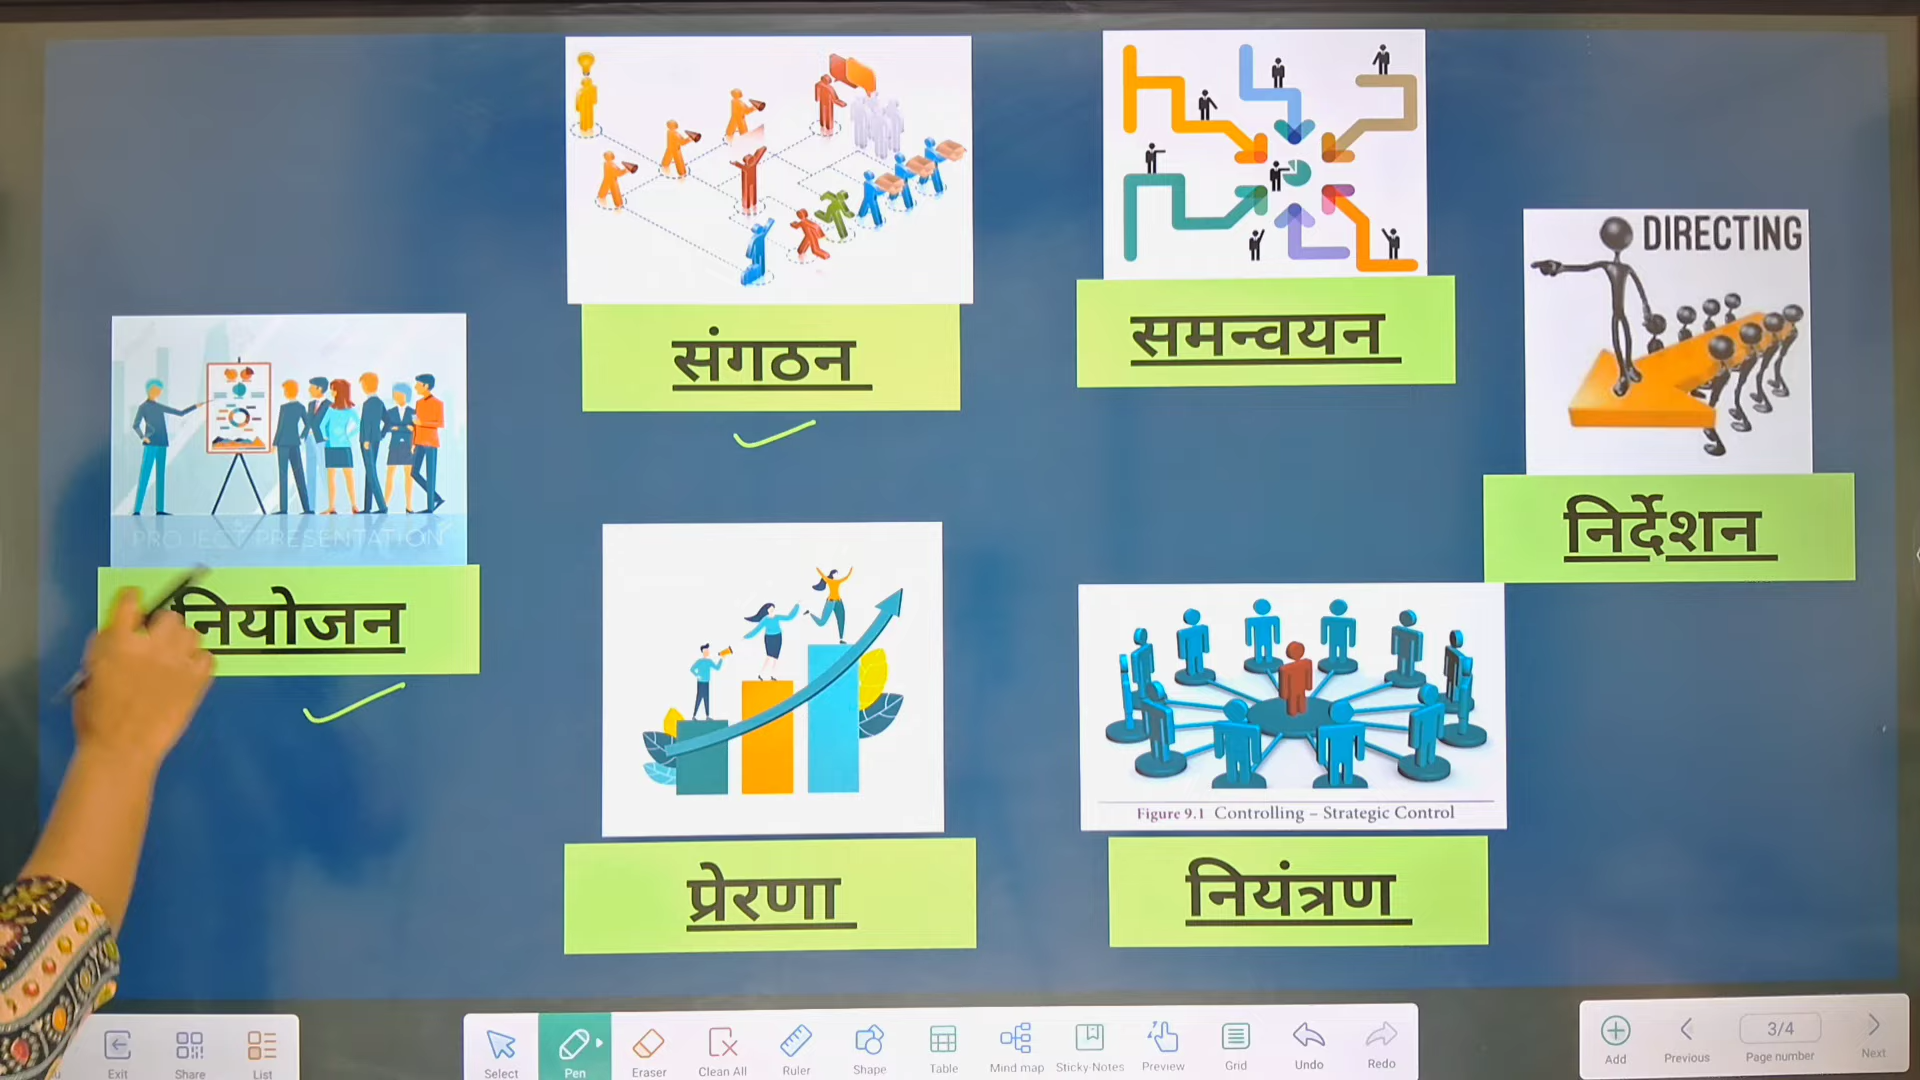 संगठन
समन्वयन
DIRECTING
निर्देशन
PROJECT PRESENTATION
नियोजन
प्रेरणा
Figure 9.1 Controlling – Strategic Control
नियंत्रण
Exit
Share
List
Select
Pen
Eraser
Clean All
Ruler
Shape
Table
Mind map
Sticky Notes
Preview
Grid
Undo
Redo
Add
Previous
3/4
Page number
Next